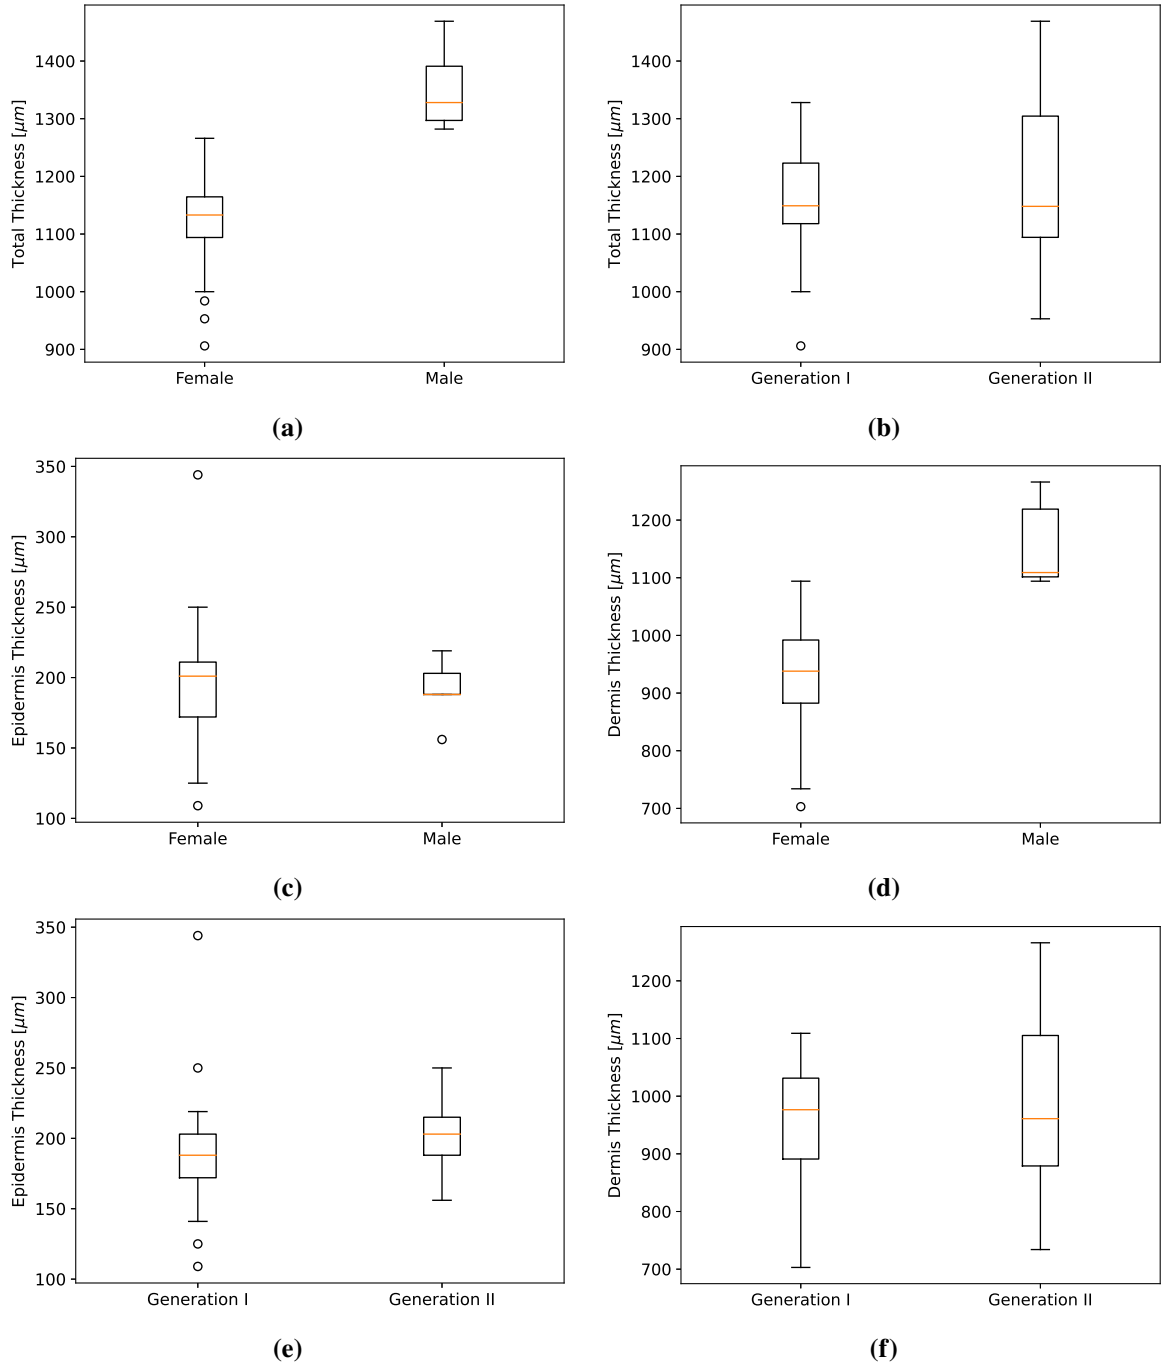 Total Thickness [μm]
1400
1300
1200
1100
1000
900
Female
Male
(a)
Total Thickness [μm]
1400
1300
1200
1100
1000
900
Generation I
Generation II
(b)
Epidermis Thickness [μm]
350
300
250
200
150
100
Female
Male
(c)
Dermis Thickness [μm]
1200
1100
1000
900
800
700
Female
Male
(d)
Epidermis Thickness [μm]
350
300
250
200
150
100
Generation I
Generation II
(e)
Dermis Thickness [μm]
1200
1100
1000
900
800
700
Generation I
Generation II
(f)